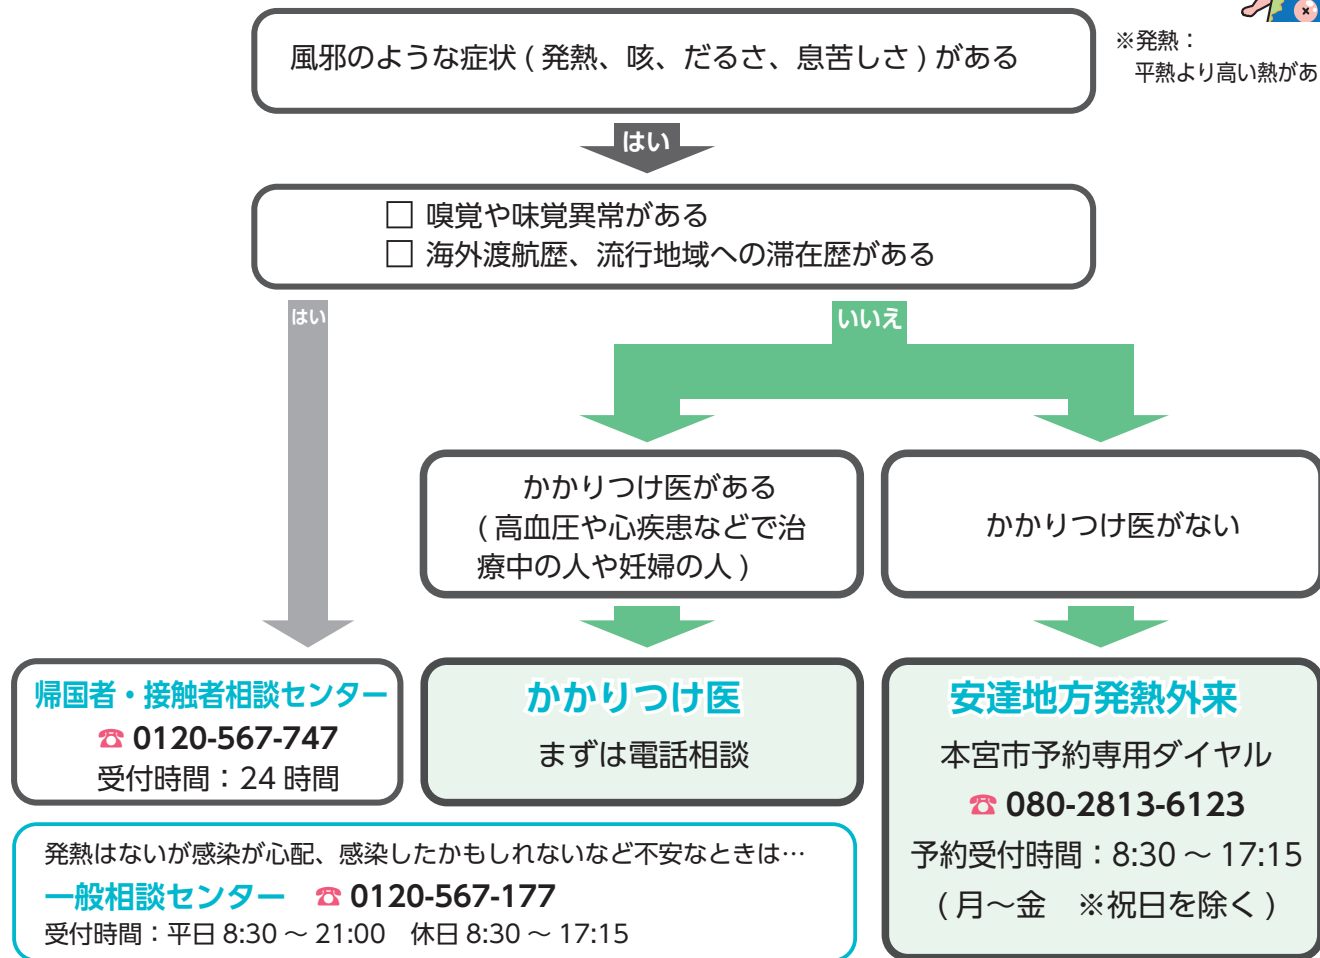 風邪のような症状 ( 発熱、咳、だるさ、息苦しさ ) がある
※発熱：
平熱より高い熱があ
はい
□ 嗅覚や味覚異常がある
□ 海外渡航歴、流行地域への滞在歴がある
はい
いいえ
かかりつけ医がある
( 高血圧や心疾患などで治
療中の人や妊婦の人 )
かかりつけ医がない
帰国者・接触者相談センター
☎ 0120-567-747
受付時間：24 時間
かかりつけ医
まずは電話相談
安達地方発熱外来
本宮市予約専用ダイヤル
☎ 080-2813-6123
予約受付時間：8:30 ～ 17:15
( 月～金　※祝日を除く )
発熱はないが感染が心配、感染したかもしれないなど不安なときは…
一般相談センター　☎ 0120-567-177
受付時間：平日 8:30 ～ 21:00　休日 8:30 ～ 17:15